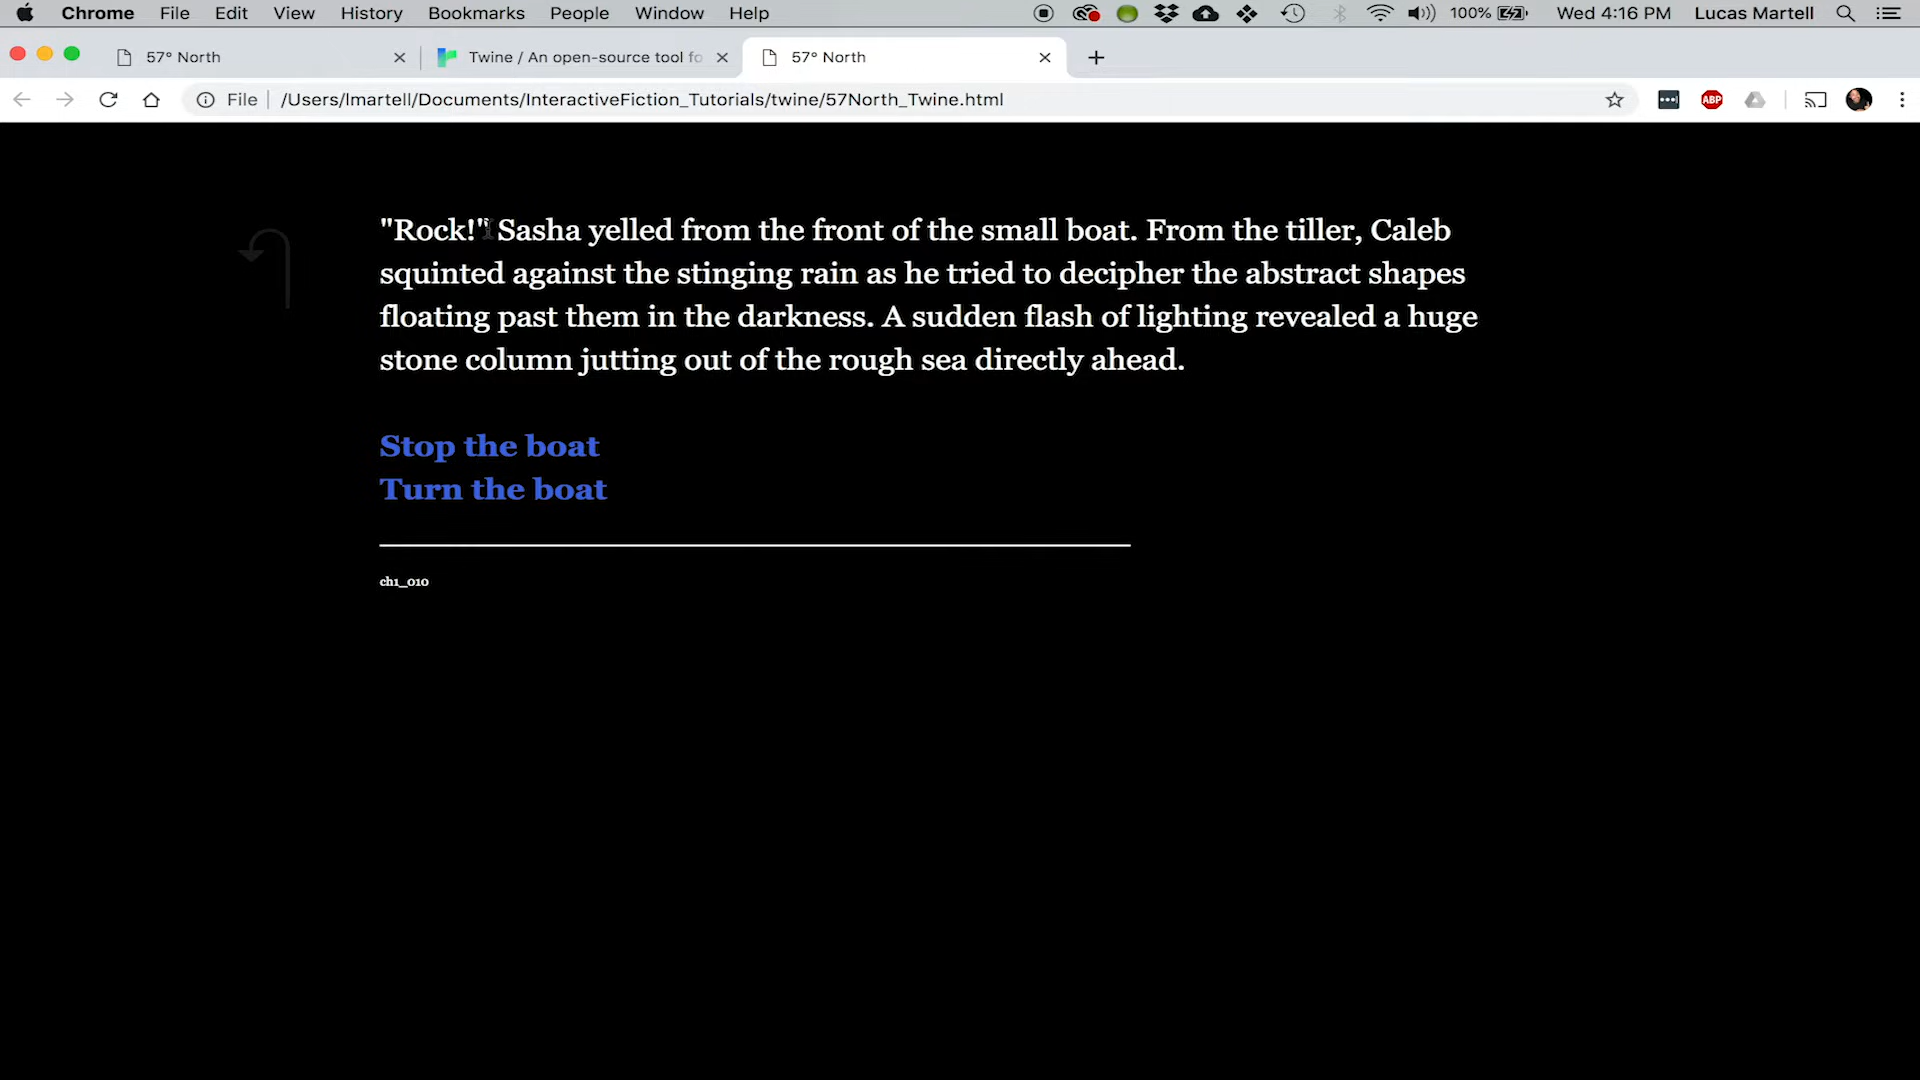 Chrome File Edit View History Bookmarks People Window Help 100% Wed 4:16 PM Lucas Martell
57° North Twine / An open-source tool fo 57° North
File /Users/lmartell/Documents/InteractiveFiction_Tutorials/twine/57North_Twine.html ABP
"Rock!" Sasha yelled from the front of the small boat. From the tiller, Caleb
squinted against the stinging rain as he tried to decipher the abstract shapes
floating past them in the darkness. A sudden flash of lighting revealed a huge
stone column jutting out of the rough sea directly ahead.
Stop the boat
Turn the boat
ch1_010